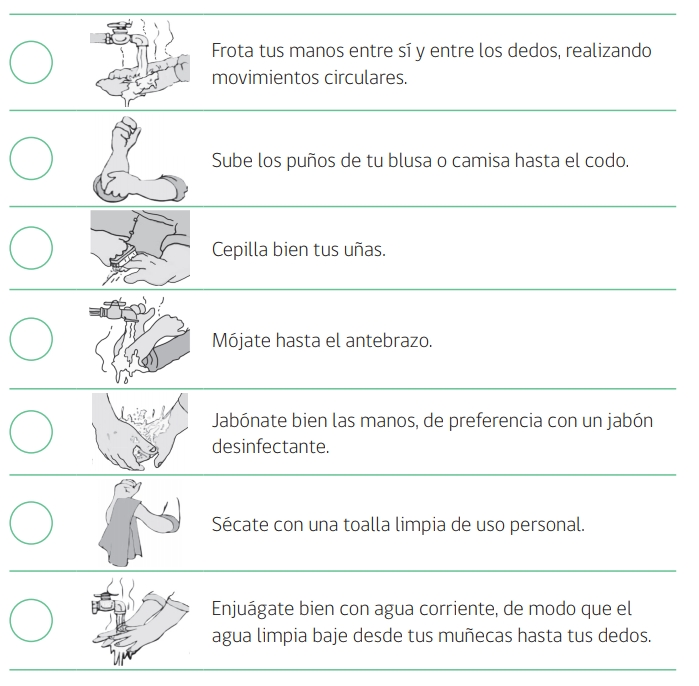 Frota tus manos entre sí y entre los dedos, realizando
movimientos circulares.
Sube los puños de tu blusa o camisa hasta el codo.
Cepilla bien tus uñas.
Mójate hasta el antebrazo.
Jabónate bien las manos, de preferencia con un jabón
desinfectante.
Sécate con una toalla limpia de uso personal.
Enjuágate bien con agua corriente, de modo que el
agua limpia baje desde tus muñecas hasta tus dedos.